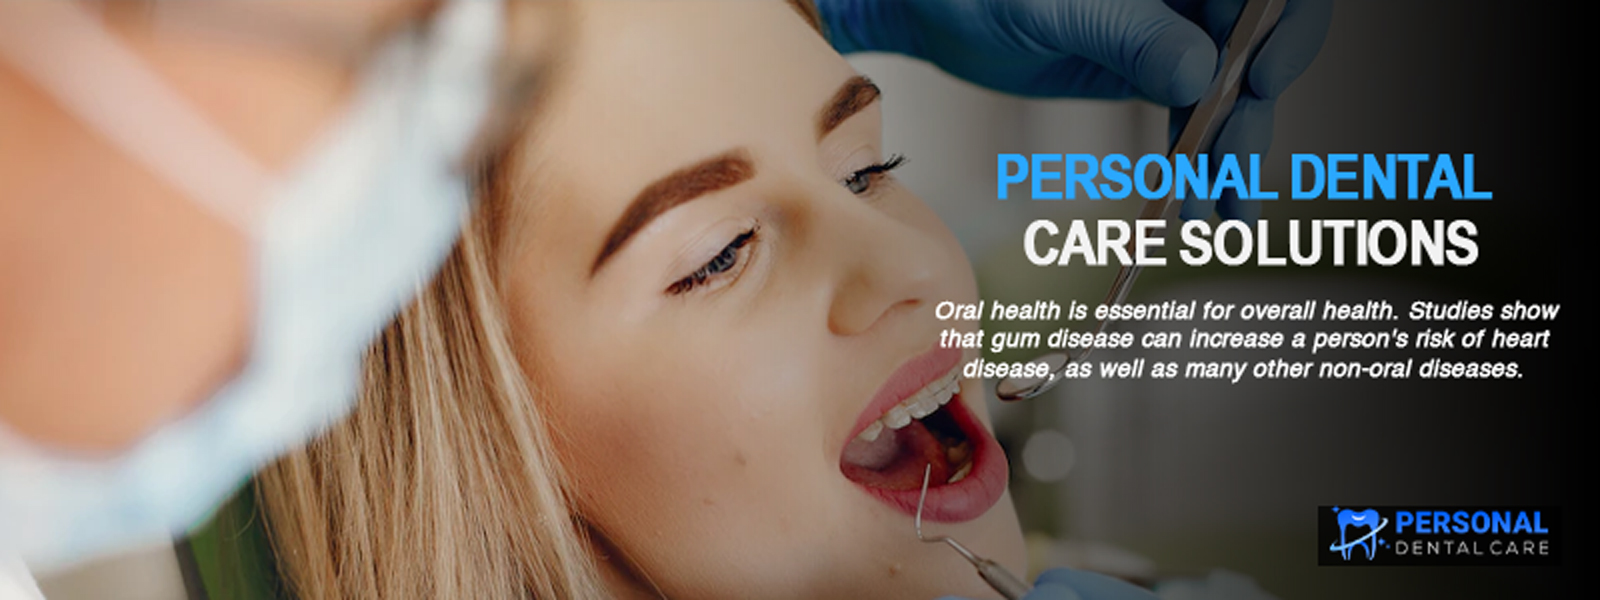 PERSONAL DENTAL
CARE SOLUTIONS
Oral health is essential for overall health. Studies show
that gum disease can increase a person's risk of heart
disease, as well as many other non-oral diseases.
PERSONAL
DENTAL CARE